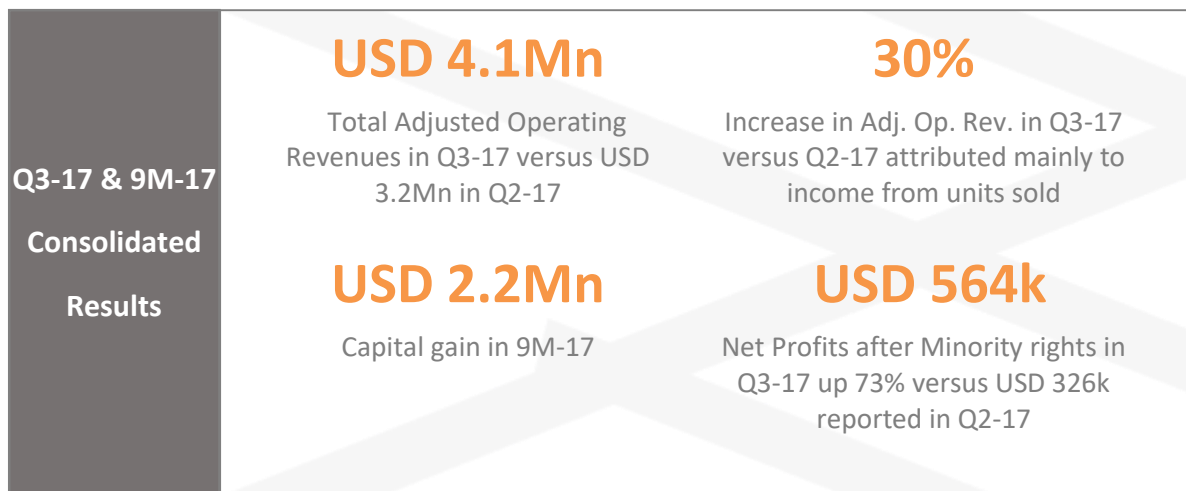 Q3-17 & 9M-17
Consolidated
Results
USD 4.1Mn
Total Adjusted Operating
Revenues in Q3-17 versus USD
3.2Mn in Q2-17
30%
Increase in Adj. Op. Rev. in Q3-17
versus Q2-17 attributed mainly to
income from units sold
USD 2.2Mn
Capital gain in 9M-17
USD 564k
Net Profits after Minority rights in
Q3-17 up 73% versus USD 326k
reported in Q2-17